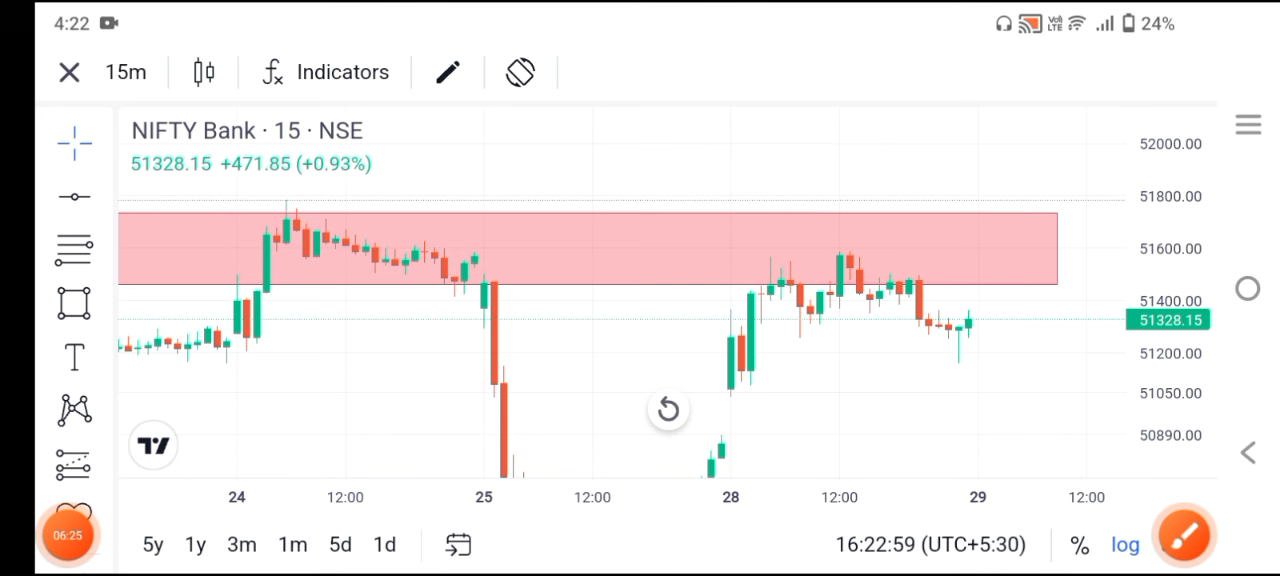 4:22 Vo) LTE 24%
15m Indicators
NIFTY Bank · 15 · NSE
51328.15 +471.85 (+0.93%)
52000.00
51800.00
51600.00
51400.00
51328.15
51200.00
51050.00
50890.00
T
24 12:00 25 12:00 28 12:00 29 12:00
06:25
5y 1y 3m 1m 5d 1d 16:22:59 (UTC+5:30) % log